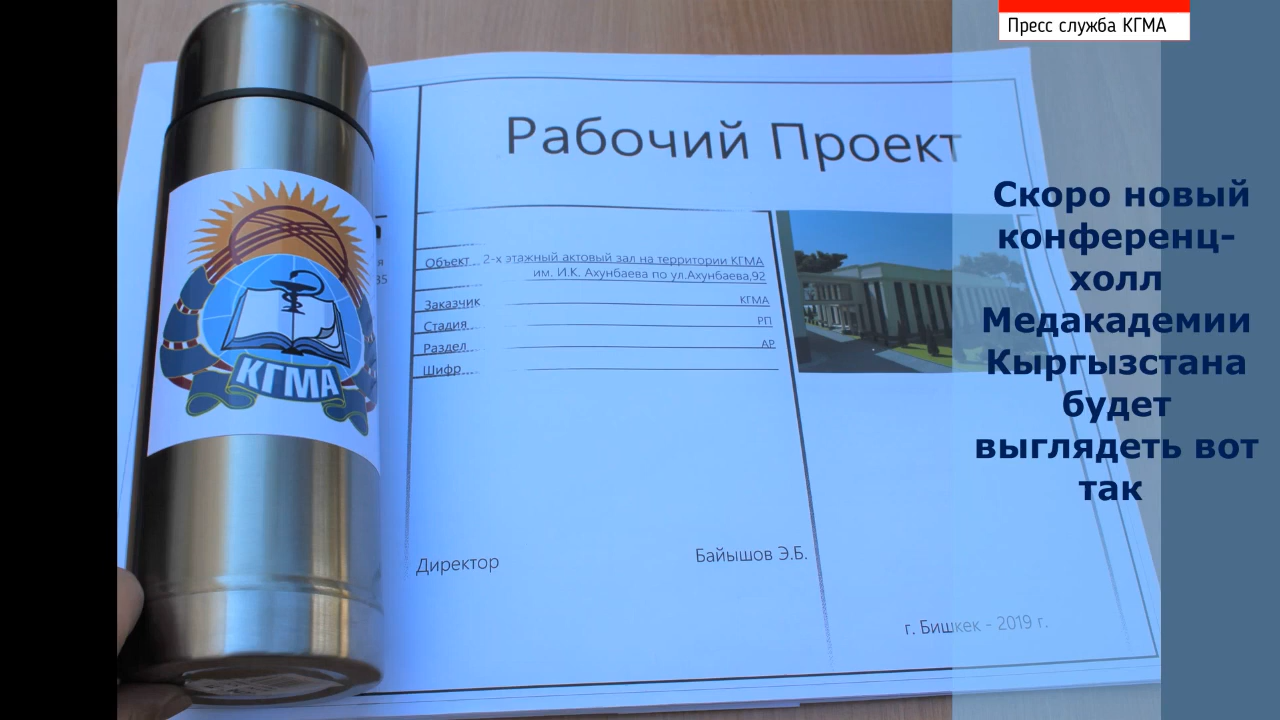 Пресс служба КГМА
Рабочий Проект
Объект 2-х этажный актовый зал на территории КГМА
им. И.К. Ахунбаева по ул.Ахунбаева,92
Заказчик КГМА
Стадия РП
Раздел АР
Шифр
Директор Байышов Э.Б.
г. Бишкек - 2019 г.
КГМА
Скоро новый
конференц-
холл
Медакадемии
Кыргызстана
будет
выглядеть вот
так